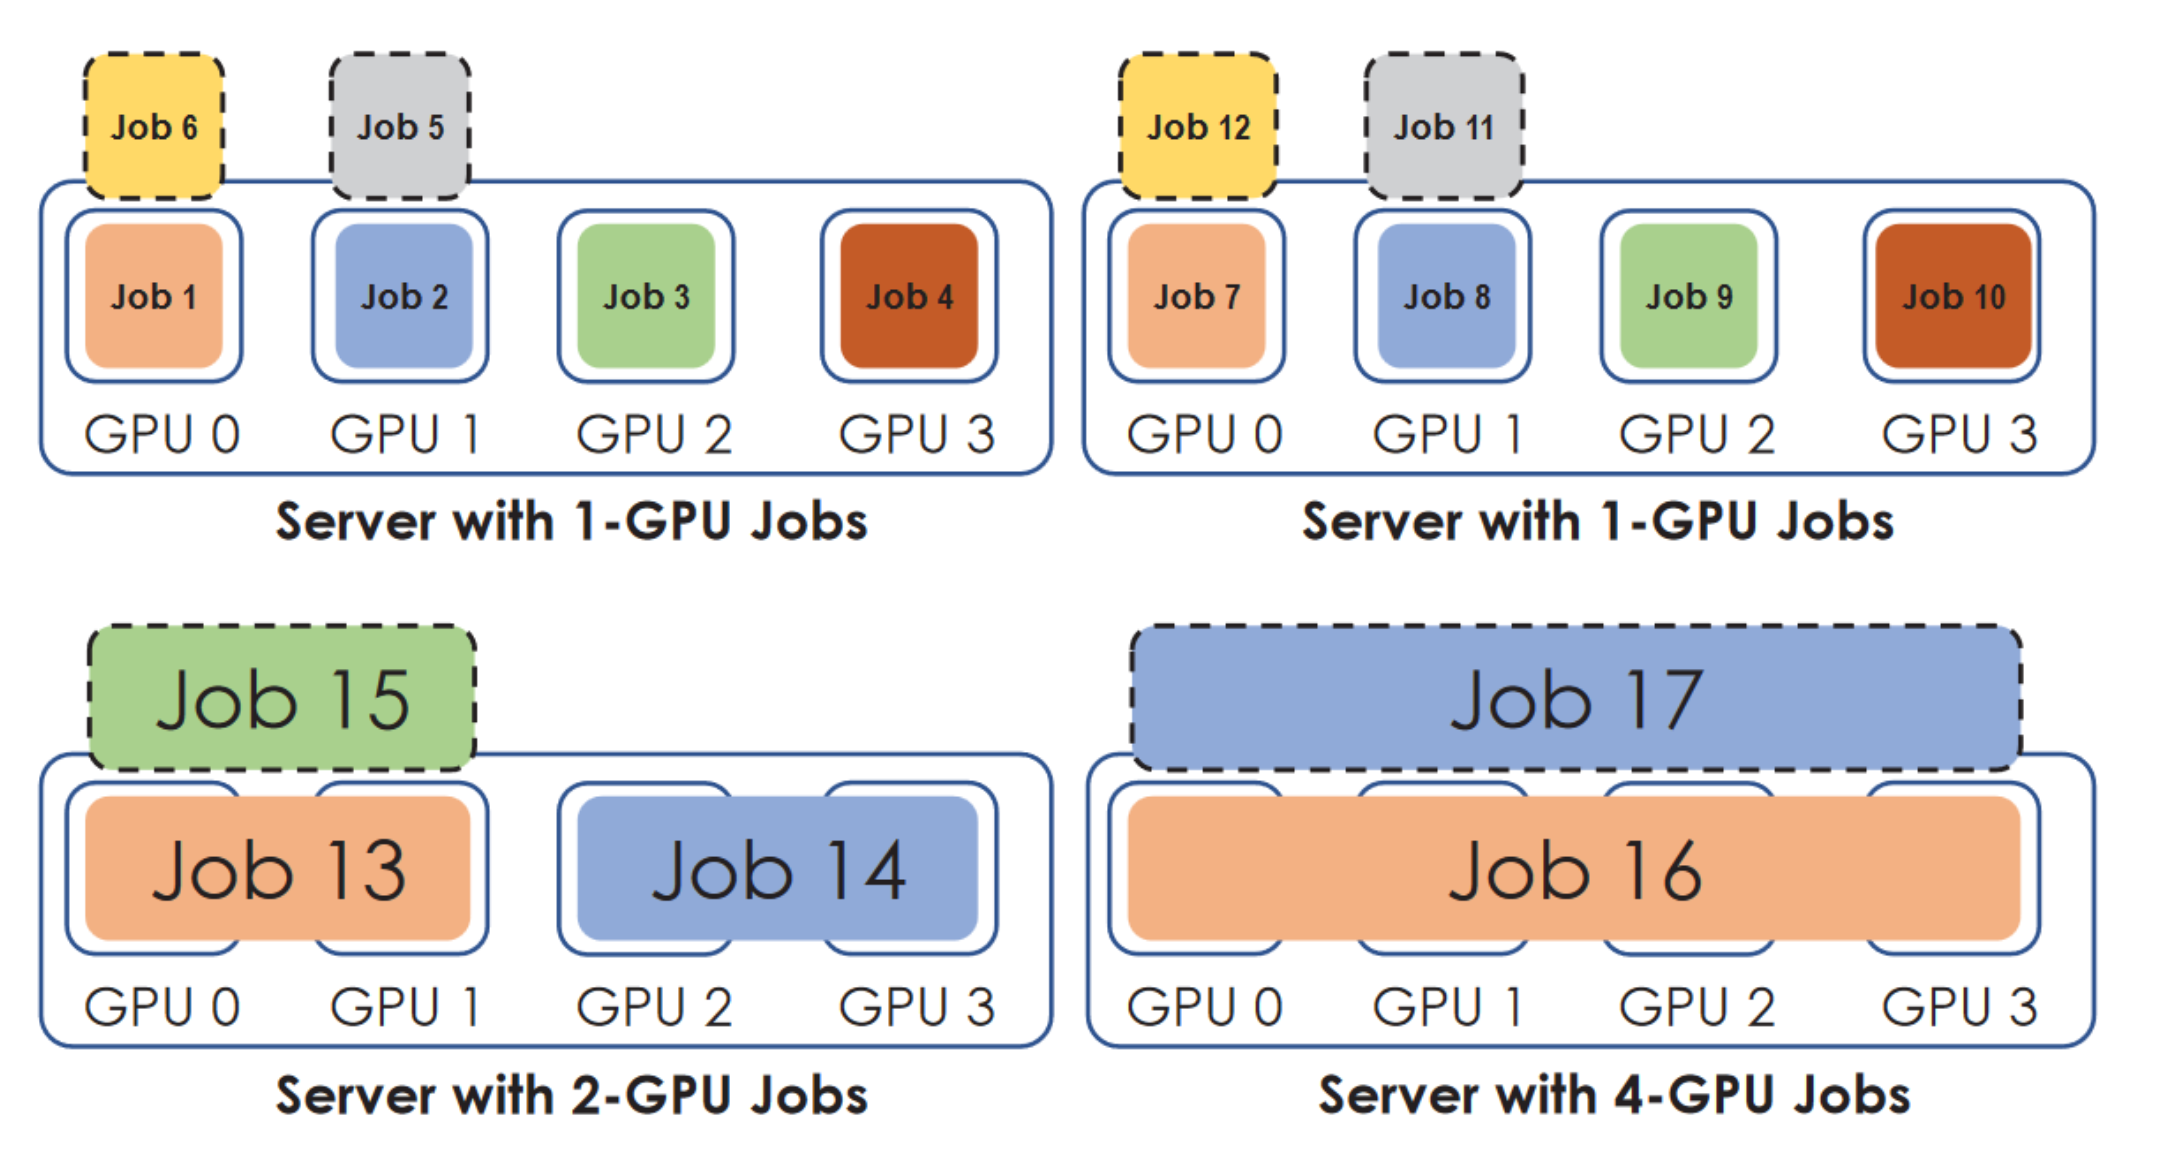 Job 6
Job 5
Job 1
Job 2
Job 3
Job 4
GPU 0
GPU 1
GPU 2
GPU 3
Server with 1-GPU Jobs
Job 12
Job 11
Job 7
Job 8
Job 9
Job 10
GPU 0
GPU 1
GPU 2
GPU 3
Server with 1-GPU Jobs
Job 15
Job 13
Job 14
GPU 0
GPU 1
GPU 2
GPU 3
Server with 2-GPU Jobs
Job 17
Job 16
GPU 0
GPU 1
GPU 2
GPU 3
Server with 4-GPU Jobs